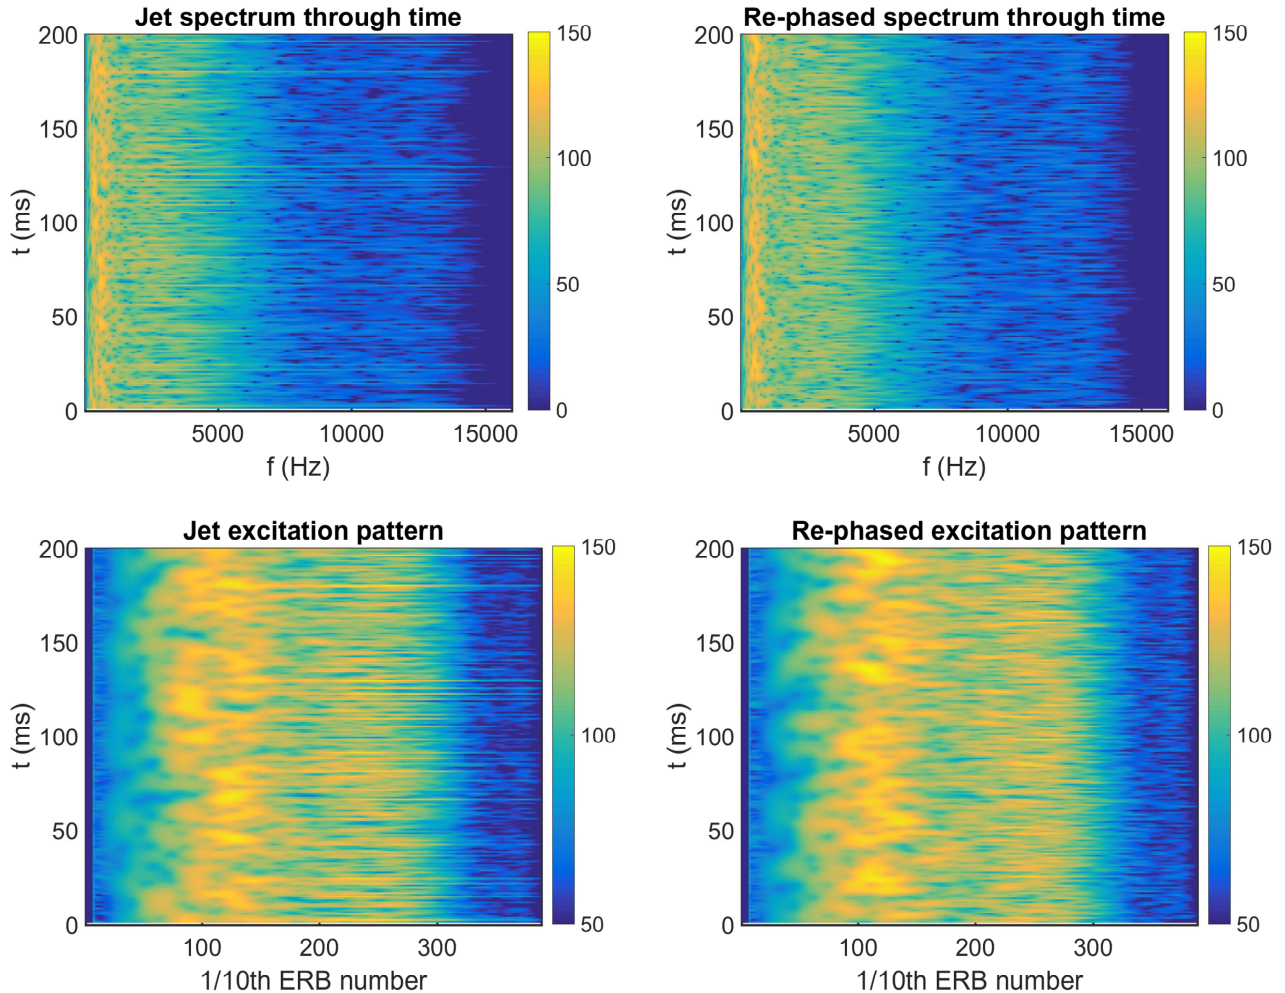 Jet spectrum through time
200
150
100
50
0
t (ms)
5000 10000 15000
f (Hz)
150
100
50
0
Re-phased spectrum through time
200
150
100
50
0
t (ms)
5000 10000 15000
f (Hz)
150
100
50
0
Jet excitation pattern
200
150
100
50
0
t (ms)
100 200 300
1/10th ERB number
150
100
50
Re-phased excitation pattern
200
150
100
50
0
t (ms)
100 200 300
1/10th ERB number
150
100
50